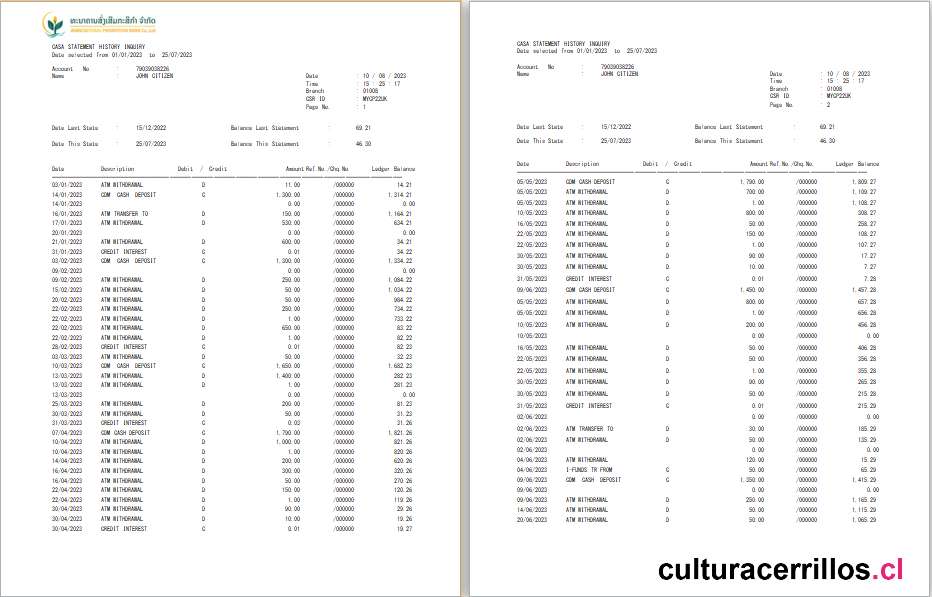 ທະນາຄານສົ່ງເສີມກະສິກຳ ຈຳກັດ
AGRICULTURAL PROMOTION BANK Co.,Ltd
CASA STATEMENT HISTORY INQUIRY
Date selected from 01/01/2023 to 25/07/2023
Account No : 79039038226
Name : JOHN CITIZEN
Date : 10 / 08 / 2023
Time : 15 : 25 : 17
Branch : 01008
CSR ID : MYCP22UK
Page No. : 1
Date Last State : 15/12/2022 Balance Last Statement : 69.21
Date This State : 25/07/2023 Balance This Statement : 46.30
Date Description Debit / Credit Amount Ref.No./Chq.No. Ledger Balance
03/01/2023 ATM WITHDRAWAL D 11.00 /000000 14.21
14/01/2023 CDM CASH DEPOSIT C 1,300.00 /000000 1,314.21
14/01/2023 0.00 /000000 0.00
16/01/2023 ATM TRANSFER TO D 150.00 /000000 1,164.21
17/01/2023 ATM WITHDRAWAL D 530.00 /000000 634.21
20/01/2023 0.00 /000000 0.00
21/01/2023 ATM WITHDRAWAL D 600.00 /000000 34.21
31/01/2023 CREDIT INTEREST C 0.01 /000000 34.22
03/02/2023 CDM CASH DEPOSIT C 1,300.00 /000000 1,334.22
09/02/2023 0.00 /000000 0.00
09/02/2023 ATM WITHDRAWAL D 250.00 /000000 1,084.22
15/02/2023 ATM WITHDRAWAL D 50.00 /000000 1,034.22
20/02/2023 ATM WITHDRAWAL D 50.00 /000000 984.22
22/02/2023 ATM WITHDRAWAL D 250.00 /000000 734.22
22/02/2023 ATM WITHDRAWAL D 1.00 /000000 733.22
22/02/2023 ATM WITHDRAWAL D 650.00 /000000 83.22
22/02/2023 ATM WITHDRAWAL D 1.00 /000000 82.22
28/02/2023 CREDIT INTEREST C 0.01 /000000 82.23
03/03/2023 ATM WITHDRAWAL D 50.00 /000000 32.23
10/03/2023 CDM CASH DEPOSIT C 1,650.00 /000000 1,682.23
13/03/2023 ATM WITHDRAWAL D 1,400.00 /000000 282.23
13/03/2023 ATM WITHDRAWAL D 1.00 /000000 281.23
13/03/2023 0.00 /000000 0.00
25/03/2023 ATM WITHDRAWAL D 200.00 /000000 81.23
30/03/2023 ATM WITHDRAWAL D 50.00 /000000 31.23
31/03/2023 CREDIT INTEREST C 0.03 /000000 31.26
07/04/2023 CDM CASH DEPOSIT C 1,790.00 /000000 1,821.26
10/04/2023 ATM WITHDRAWAL D 1,000.00 /000000 821.26
10/04/2023 ATM WITHDRAWAL D 1.00 /000000 820.26
14/04/2023 ATM WITHDRAWAL D 200.00 /000000 620.26
16/04/2023 ATM WITHDRAWAL D 300.00 /000000 320.26
16/04/2023 ATM WITHDRAWAL D 50.00 /000000 270.26
22/04/2023 ATM WITHDRAWAL D 150.00 /000000 120.26
22/04/2023 ATM WITHDRAWAL D 1.00 /000000 119.26
30/04/2023 ATM WITHDRAWAL D 90.00 /000000 29.26
30/04/2023 ATM WITHDRAWAL D 10.00 /000000 19.26
30/04/2023 CREDIT INTEREST C 0.01 /000000 19.27
CASA STATEMENT HISTORY INQUIRY
Date selected from 01/01/2023 to 25/07/2023
Account No : 79039038226
Name : JOHN CITIZEN
Date : 10 / 08 / 2023
Time : 15 : 25 : 17
Branch : 01008
CSR ID : MYCP22UK
Page No. : 2
Date Last State : 15/12/2022 Balance Last Statement : 69.21
Date This State : 25/07/2023 Balance This Statement : 46.30
Date Description Debit / Credit Amount Ref.No./Chq.No. Ledger Balance
05/05/2023 CDM CASH DEPOSIT C 1,790.00 /000000 1,809.27
05/05/2023 ATM WITHDRAWAL D 700.00 /000000 1,109.27
05/05/2023 ATM WITHDRAWAL D 1.00 /000000 1,108.27
10/05/2023 ATM WITHDRAWAL D 800.00 /000000 308.27
16/05/2023 ATM WITHDRAWAL D 50.00 /000000 258.27
22/05/2023 ATM WITHDRAWAL D 150.00 /000000 108.27
22/05/2023 ATM WITHDRAWAL D 1.00 /000000 107.27
30/05/2023 ATM WITHDRAWAL D 90.00 /000000 17.27
30/05/2023 ATM WITHDRAWAL D 10.00 /000000 7.27
31/05/2023 CREDIT INTEREST C 0.01 /000000 7.28
09/06/2023 CDM CASH DEPOSIT C 1,450.00 /000000 1,457.28
05/05/2023 ATM WITHDRAWAL D 800.00 /000000 657.28
05/05/2023 ATM WITHDRAWAL D 1.00 /000000 656.28
10/05/2023 ATM WITHDRAWAL D 200.00 /000000 456.28
10/05/2023 0.00 /000000 0.00
16/05/2023 ATM WITHDRAWAL D 50.00 /000000 406.28
22/05/2023 ATM WITHDRAWAL D 50.00 /000000 356.28
22/05/2023 ATM WITHDRAWAL D 1.00 /000000 355.28
30/05/2023 ATM WITHDRAWAL D 90.00 /000000 265.28
30/05/2023 ATM WITHDRAWAL D 50.00 /000000 215.28
31/05/2023 CREDIT INTEREST C 0.01 /000000 215.29
02/06/2023 0.00 /000000 0.00
02/06/2023 ATM TRANSFER TO D 30.00 /000000 185.29
02/06/2023 ATM WITHDRAWAL D 50.00 /000000 135.29
02/06/2023 0.00 /000000 0.00
04/06/2023 ATM WITHDRAWAL 120.00 /000000 15.29
04/06/2023 I-FUNDS TR FROM C 50.00 /000000 65.29
09/06/2023 CDM CASH DEPOSIT C 1,350.00 /000000 1,415.29
09/06/2023 0.00 /000000 0.00
09/06/2023 ATM WITHDRAWAL D 250.00 /000000 1,165.29
14/06/2023 ATM WITHDRAWAL D 50.00 /000000 1,115.29
20/06/2023 ATM WITHDRAWAL D 50.00 /000000 1,065.29
culturacerrillos.cl